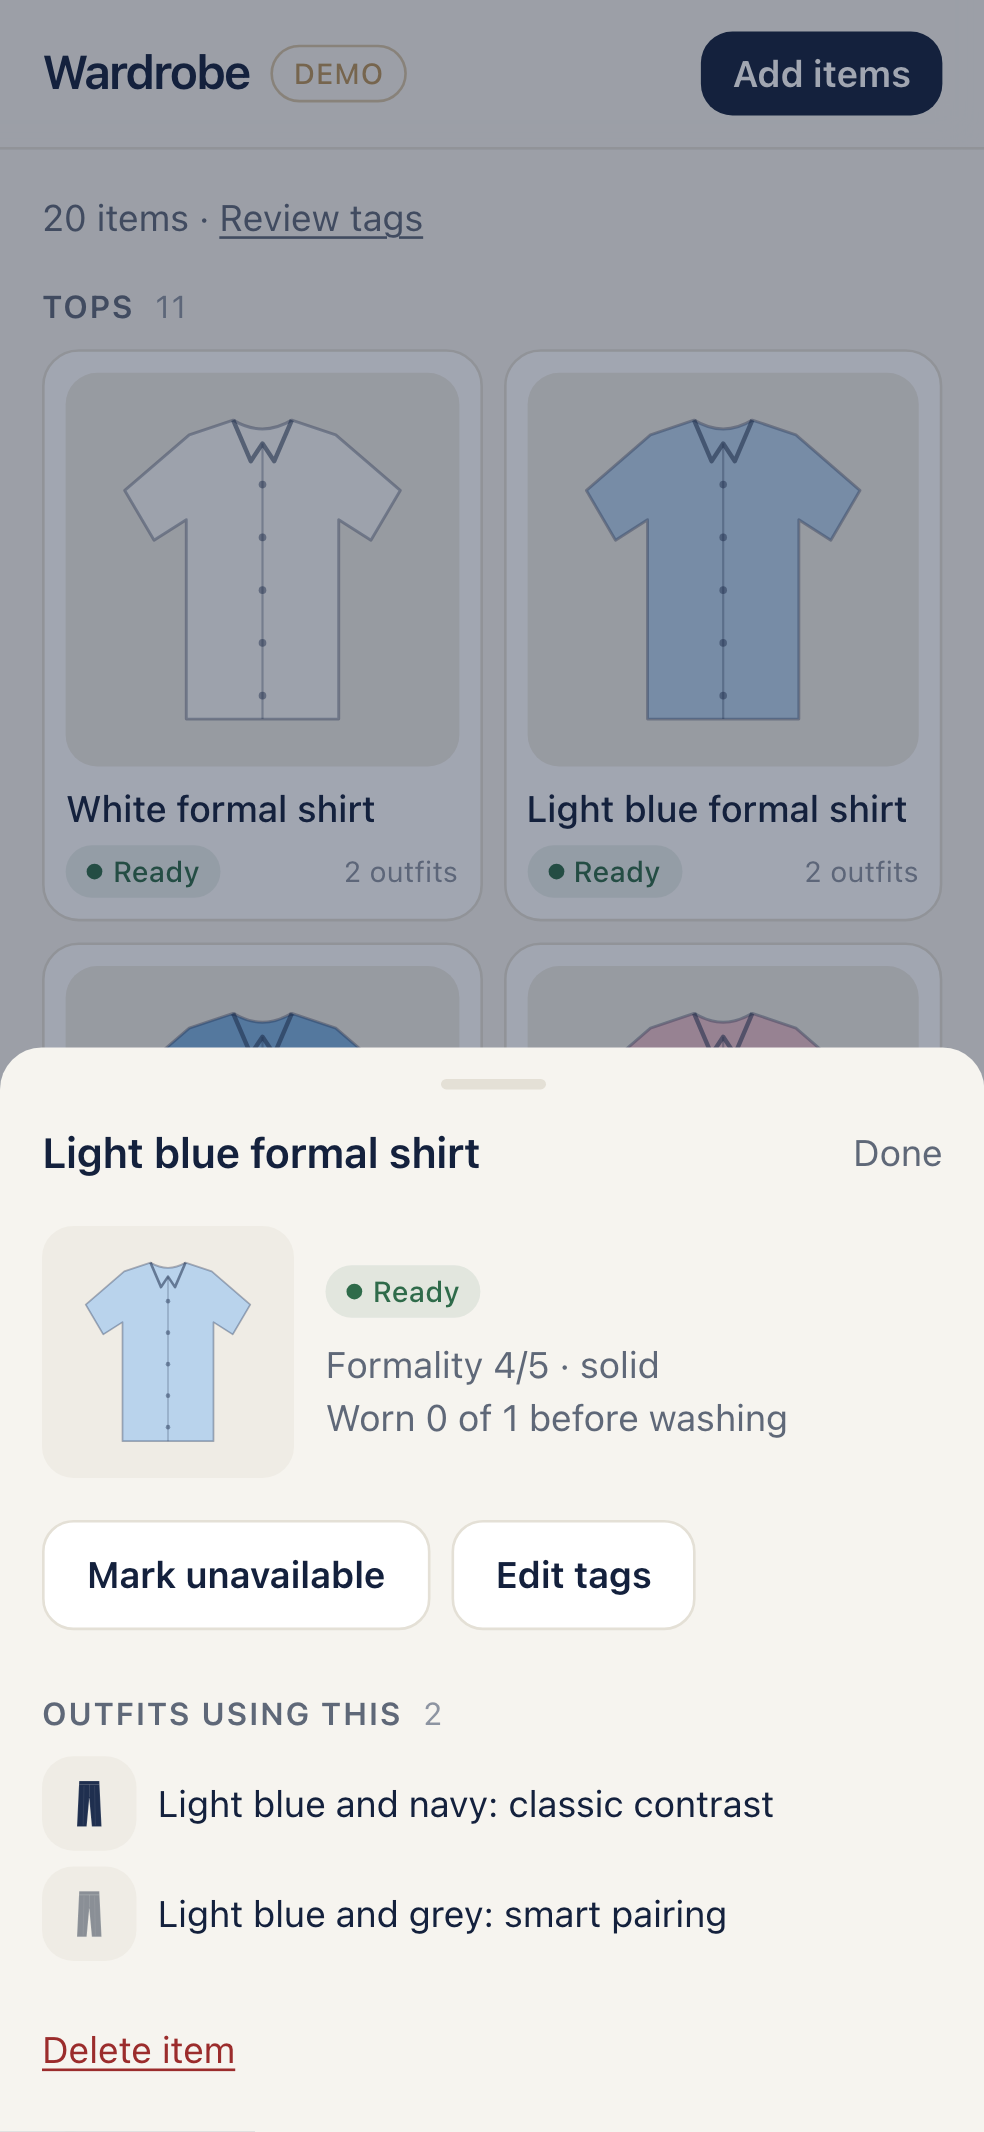 Wardrobe DEMO Add items
20 items · Review tags
TOPS 11
White formal shirt
Ready 2 outfits
Light blue formal shirt
Ready 2 outfits
Light blue formal shirt Done
Ready
Formality 4/5 · solid
Worn 0 of 1 before washing
Mark unavailable Edit tags
OUTFITS USING THIS 2
Light blue and navy: classic contrast
Light blue and grey: smart pairing
Delete item